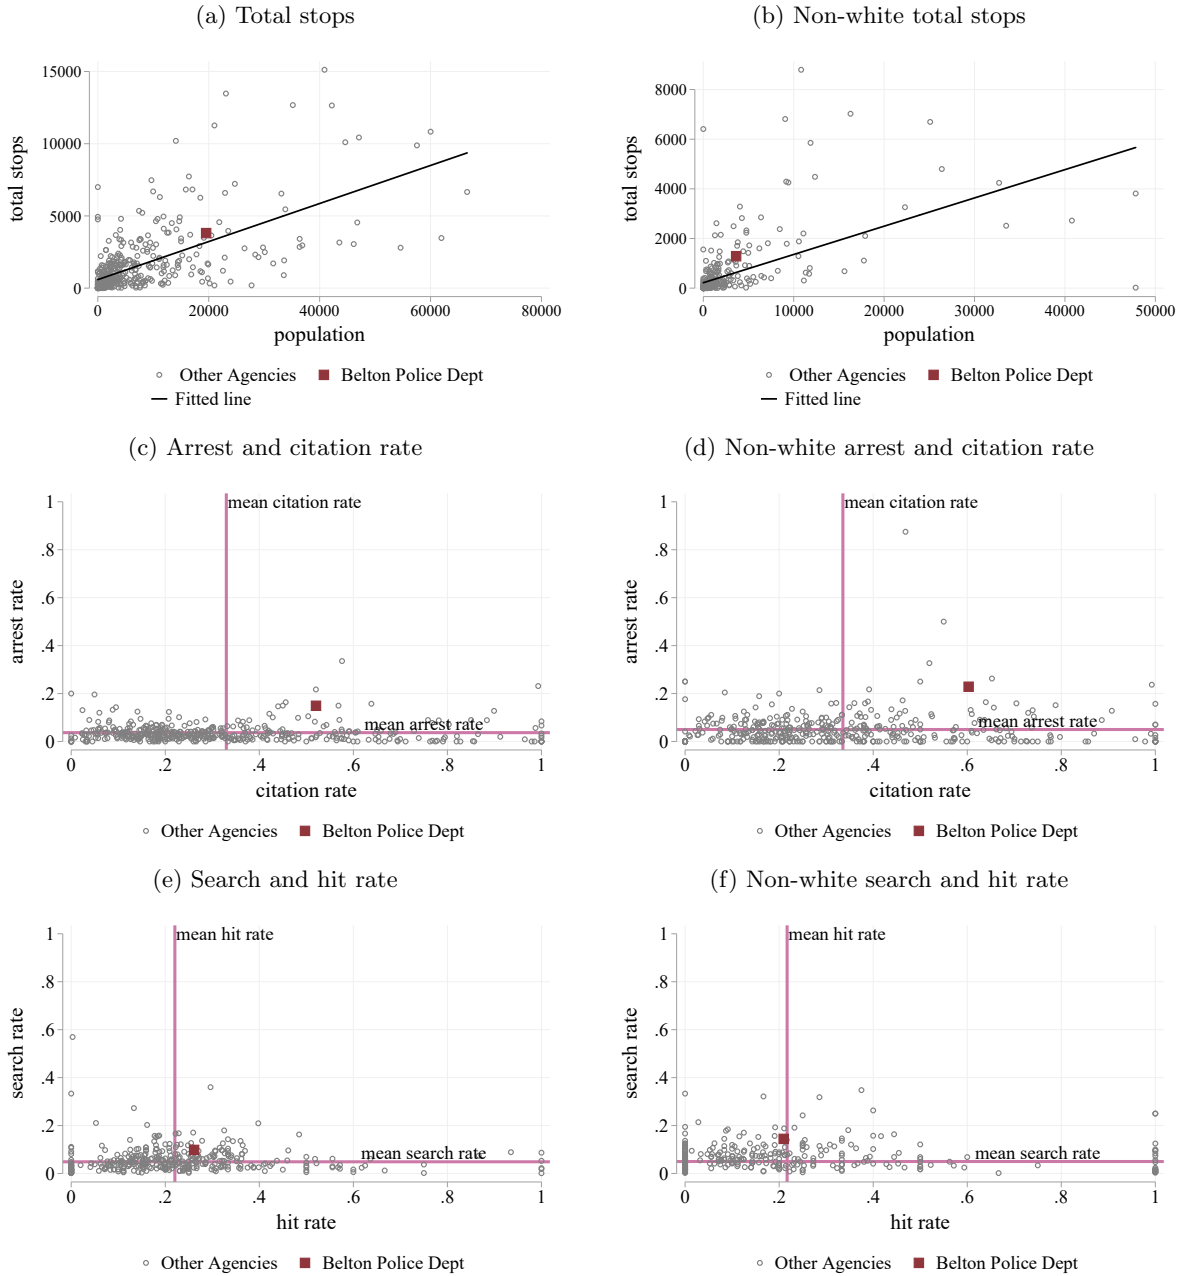 (a) Total stops
(b) Non-white total stops
15000
10000
5000
0
total stops
0 20000 40000 60000 80000
population
Other Agencies Belton Police Dept
Fitted line
8000
6000
4000
2000
0
total stops
0 10000 20000 30000 40000 50000
population
Other Agencies Belton Police Dept
Fitted line
(c) Arrest and citation rate
(d) Non-white arrest and citation rate
1
.8
.6
.4
.2
0
arrest rate
mean citation rate
mean arrest rate
0 .2 .4 .6 .8 1
citation rate
Other Agencies Belton Police Dept
1
.8
.6
.4
.2
0
arrest rate
mean citation rate
mean arrest rate
0 .2 .4 .6 .8 1
citation rate
Other Agencies Belton Police Dept
(e) Search and hit rate
(f) Non-white search and hit rate
1
.8
.6
.4
.2
0
search rate
mean hit rate
mean search rate
0 .2 .4 .6 .8 1
hit rate
Other Agencies Belton Police Dept
1
.8
.6
.4
.2
0
search rate
mean hit rate
mean search rate
0 .2 .4 .6 .8 1
hit rate
Other Agencies Belton Police Dept